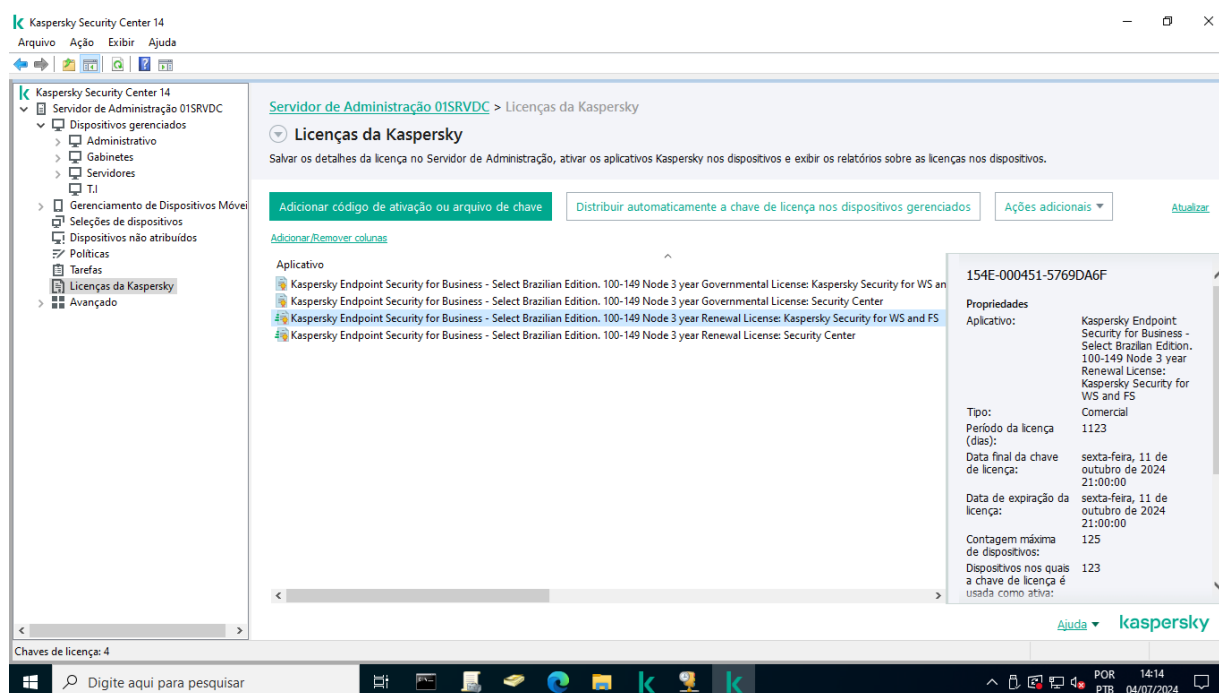 Kaspersky Security Center 14
Arquivo Ação Exibir Ajuda
Kaspersky Security Center 14
Servidor de Administração 01SRVDC
Dispositivos gerenciados
Administrativo
Gabinetes
Servidores
T.I
Gerenciamento de Dispositivos Móvei
Seleções de dispositivos
Dispositivos não atribuídos
Políticas
Tarefas
Licenças da Kaspersky
Avançado
Servidor de Administração 01SRVDC > Licenças da Kaspersky
Licenças da Kaspersky
Salvar os detalhes da licença no Servidor de Administração, ativar os aplicativos Kaspersky nos dispositivos e exibir os relatórios sobre as licenças nos dispositivos.
Adicionar código de ativação ou arquivo de chave
Distribuir automaticamente a chave de licença nos dispositivos gerenciados
Ações adicionais
Atualizar
Adicionar/Remover colunas
Aplicativo
Kaspersky Endpoint Security for Business - Select Brazilian Edition. 100-149 Node 3 year Governmental License: Kaspersky Security for WS an
Kaspersky Endpoint Security for Business - Select Brazilian Edition. 100-149 Node 3 year Governmental License: Security Center
Kaspersky Endpoint Security for Business - Select Brazilian Edition. 100-149 Node 3 year Renewal License: Kaspersky Security for WS and FS
Kaspersky Endpoint Security for Business - Select Brazilian Edition. 100-149 Node 3 year Renewal License: Security Center
154E-000451-5769DA6F
Propriedades
Aplicativo: Kaspersky Endpoint
Security for Business -
Select Brazilian Edition.
100-149 Node 3 year
Renewal License:
Kaspersky Security for
WS and FS
Tipo: Comercial
Período da licença 1123
(dias):
Data final da chave sexta-feira, 11 de
de licença: outubro de 2024
21:00:00
Data de expiração da sexta-feira, 11 de
licença: outubro de 2024
21:00:00
Contagem máxima 125
de dispositivos:
Dispositivos nos quais 123
a chave de licença é
usada como ativa:
Ajuda
kaspersky
Chaves de licença: 4
Digite aqui para pesquisar
POR 14:14
PTB 04/07/2024